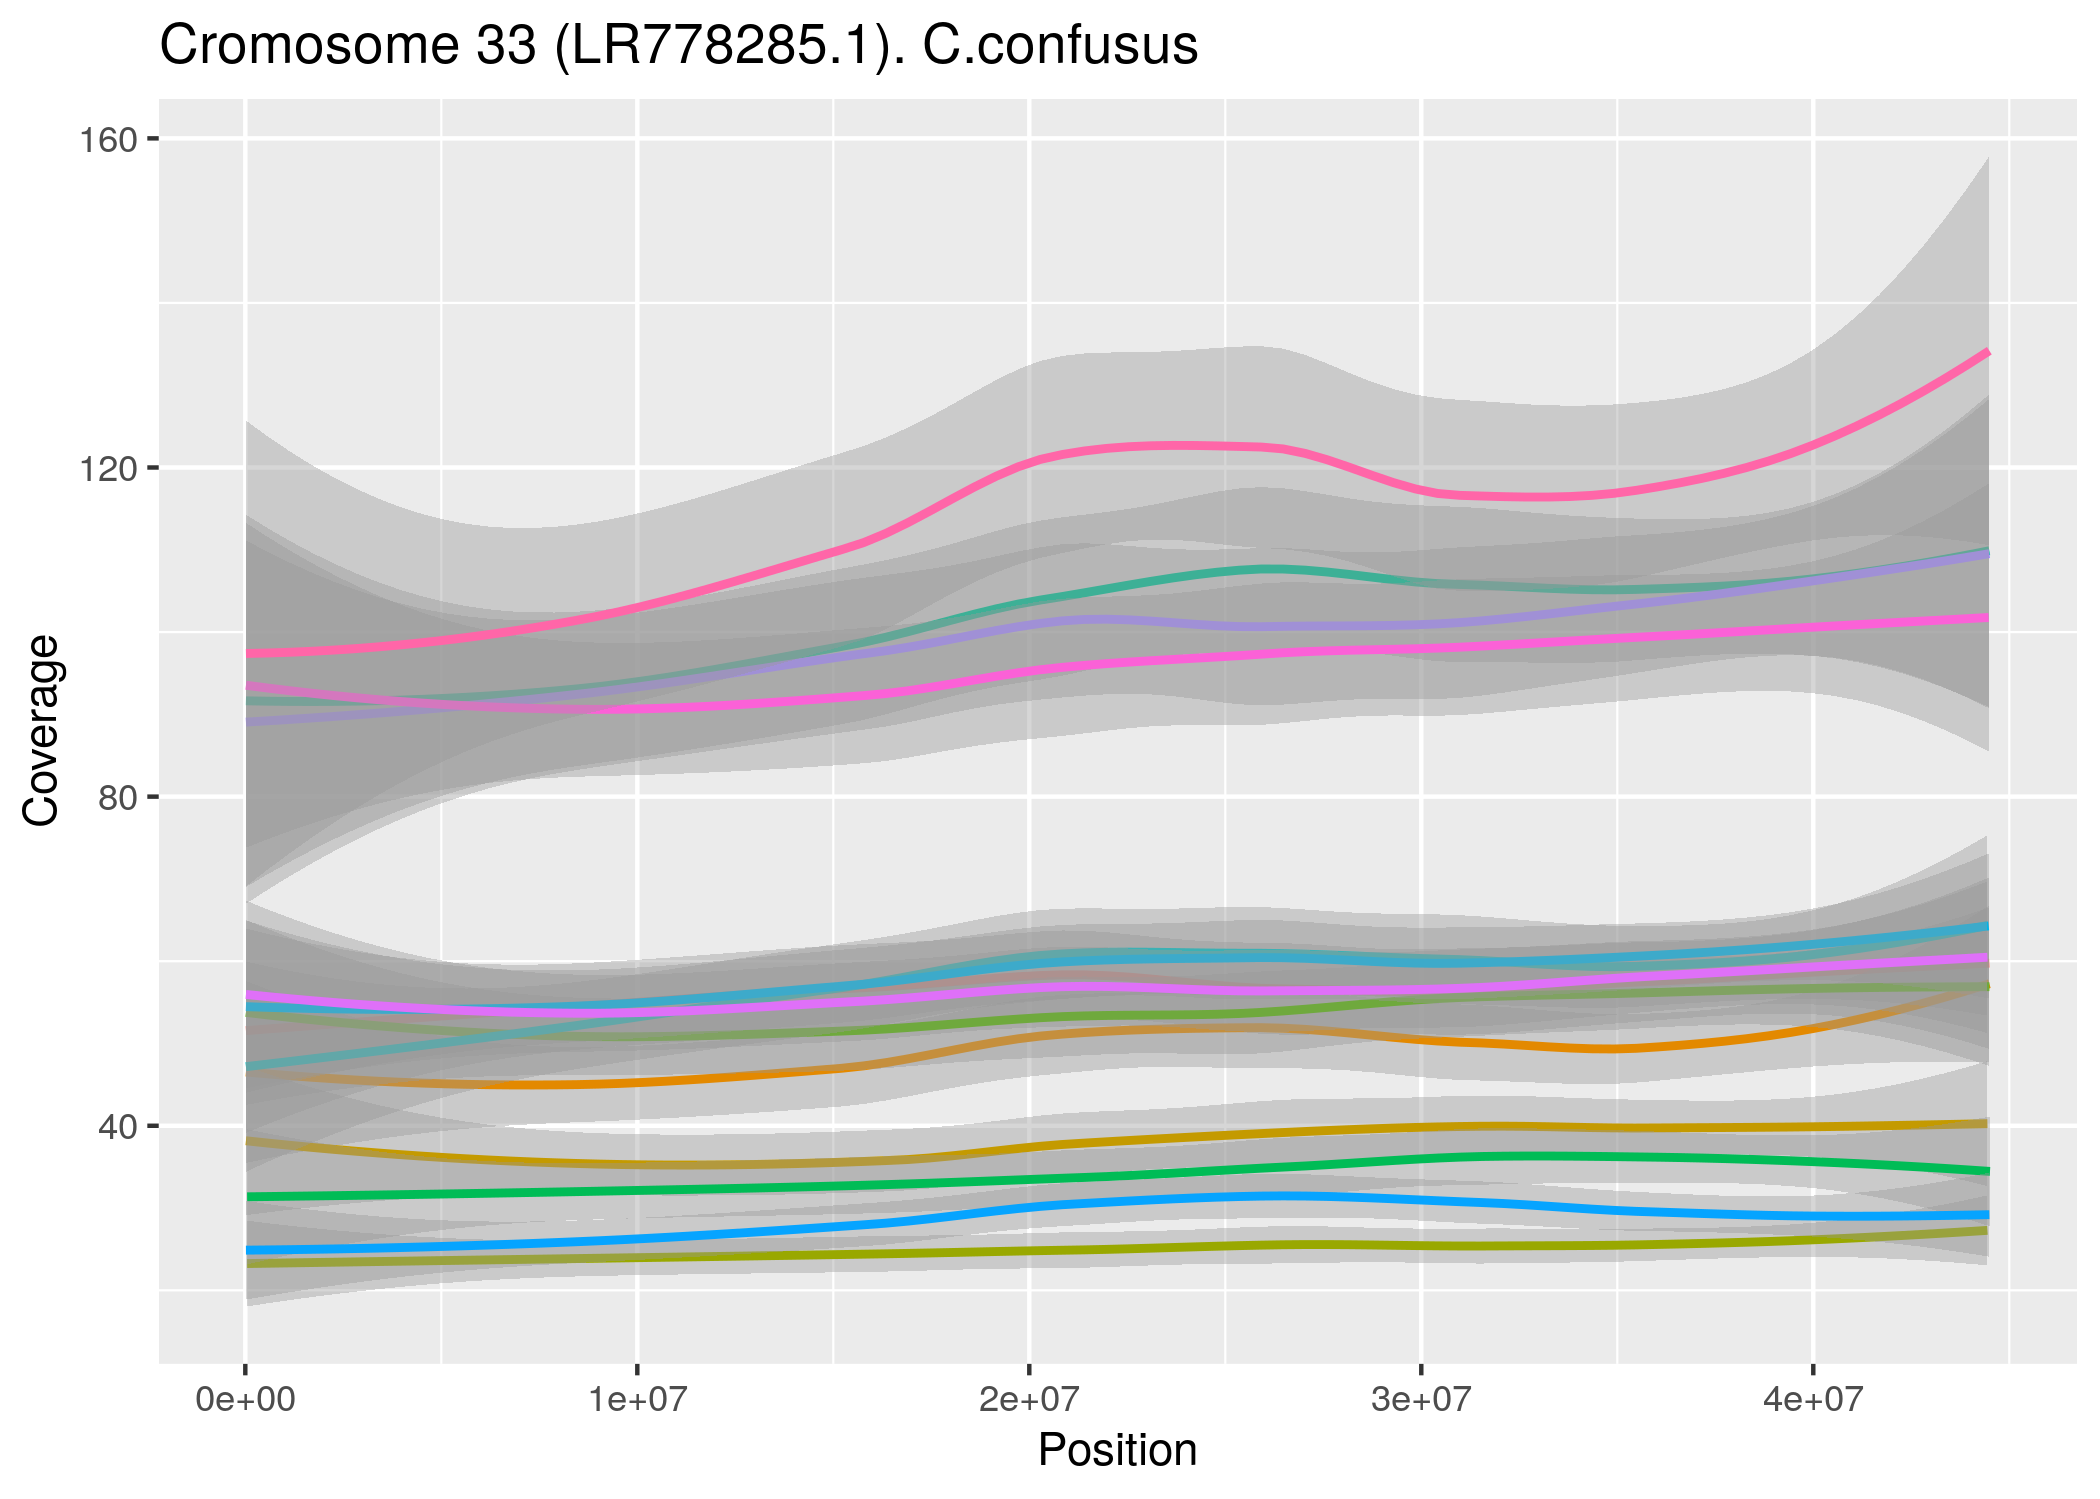 Cromosome 33 (LR778285.1). C.confusus
160
120
80
40
Coverage
0e+00 1e+07 2e+07 3e+07 4e+07
Position